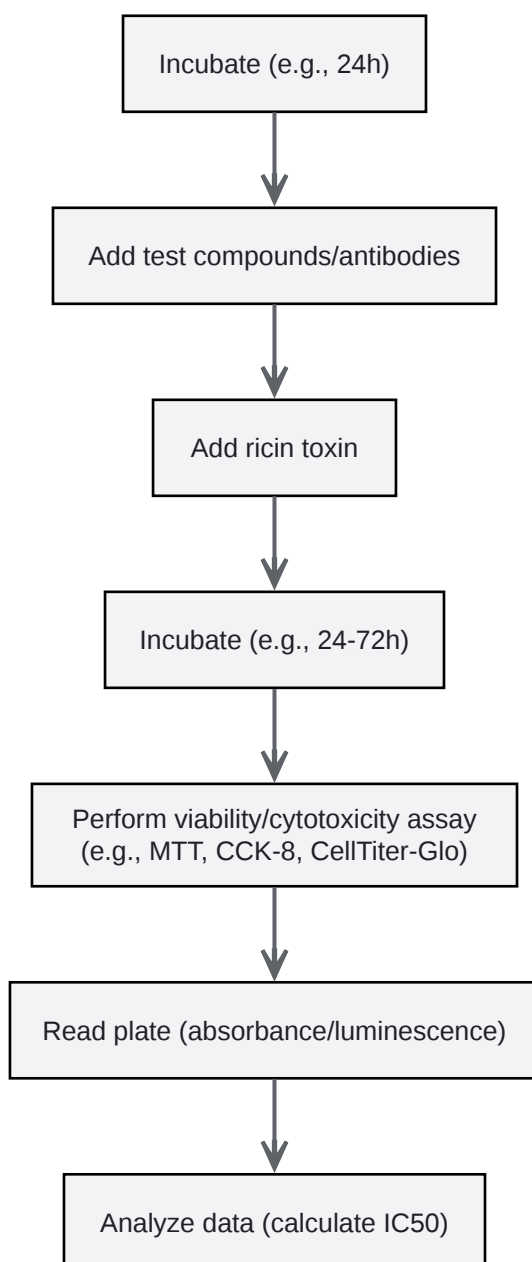 Incubate (e.g., 24h)
Add test compounds/antibodies
Add ricin toxin
Incubate (e.g., 24-72h)
Perform viability/cytotoxicity assay
(e.g., MTT, CCK-8, CellTiter-Glo)
Read plate (absorbance/luminescence)
Analyze data (calculate IC50)